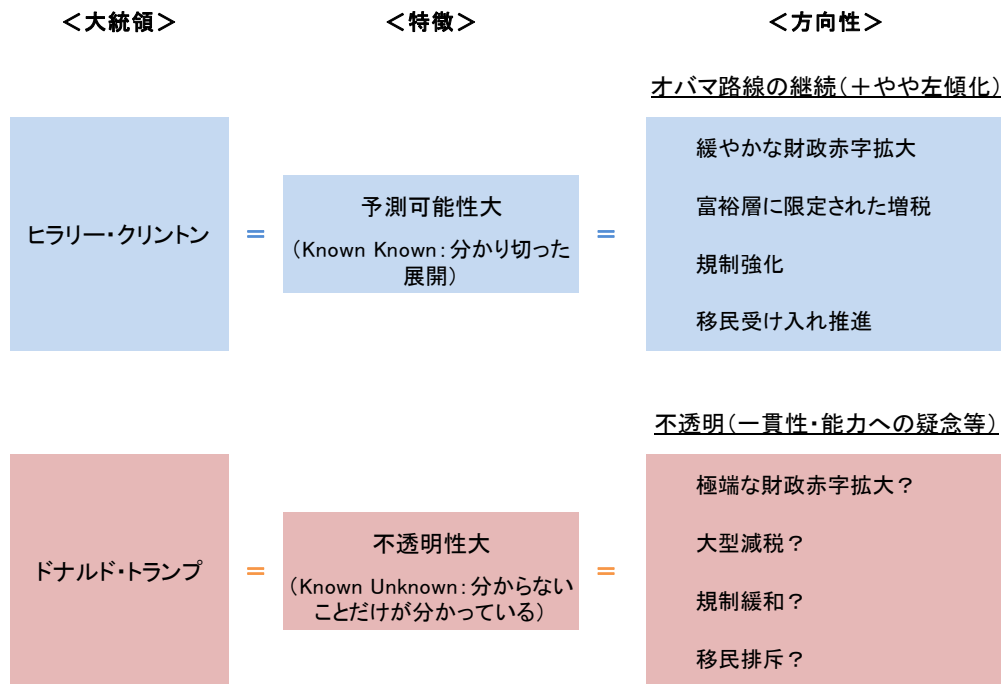 ＜大統領＞ ＜特徴＞ ＜方向性＞
オバマ路線の継続（＋やや左傾化）
ヒラリー・クリントン
＝
予測可能性大
（Known Known：分かり切った
展開）
＝
緩やかな財政赤字拡大
富裕層に限定された増税
規制強化
移民受け入れ推進
不透明（一貫性・能力への疑念等）
ドナルド・トランプ
＝
不透明性大
（Known Unknown：分からない
ことだけが分かっている）
＝
極端な財政赤字拡大？
大型減税？
規制緩和？
移民排斥？